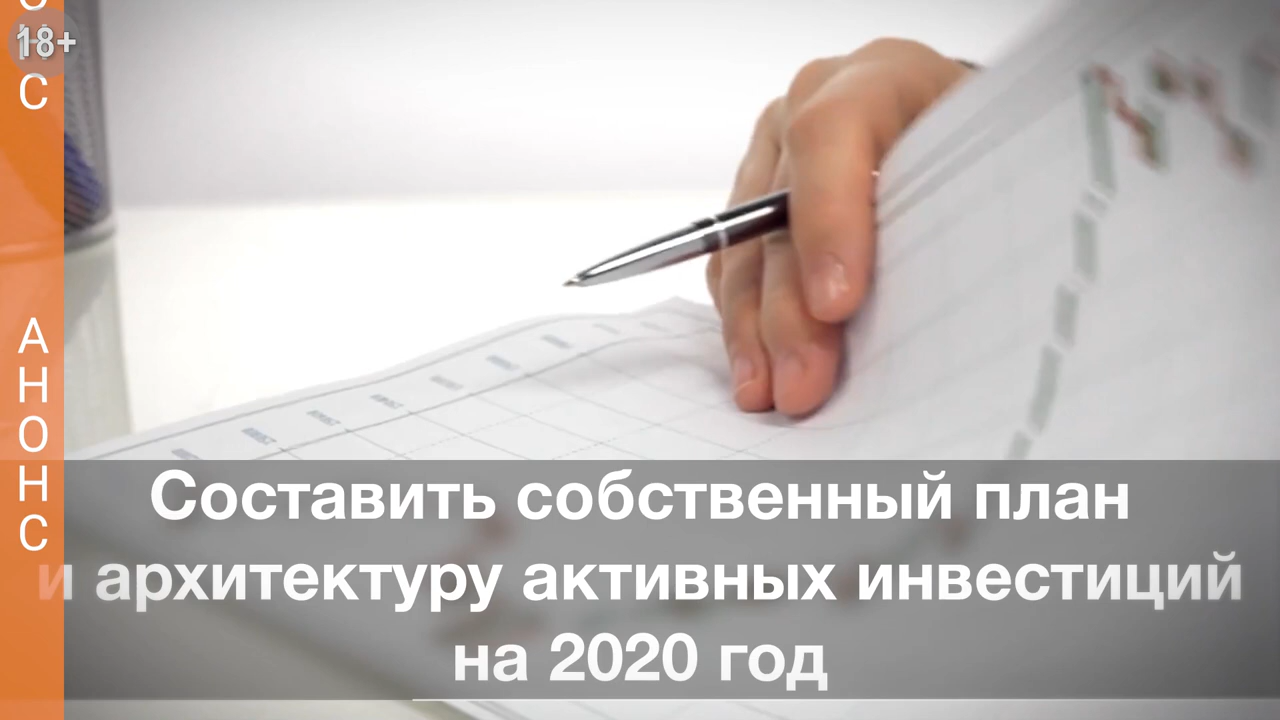 18+
АНОНС
Составить собственный план
и архитектуру активных инвестиций
на 2020 год